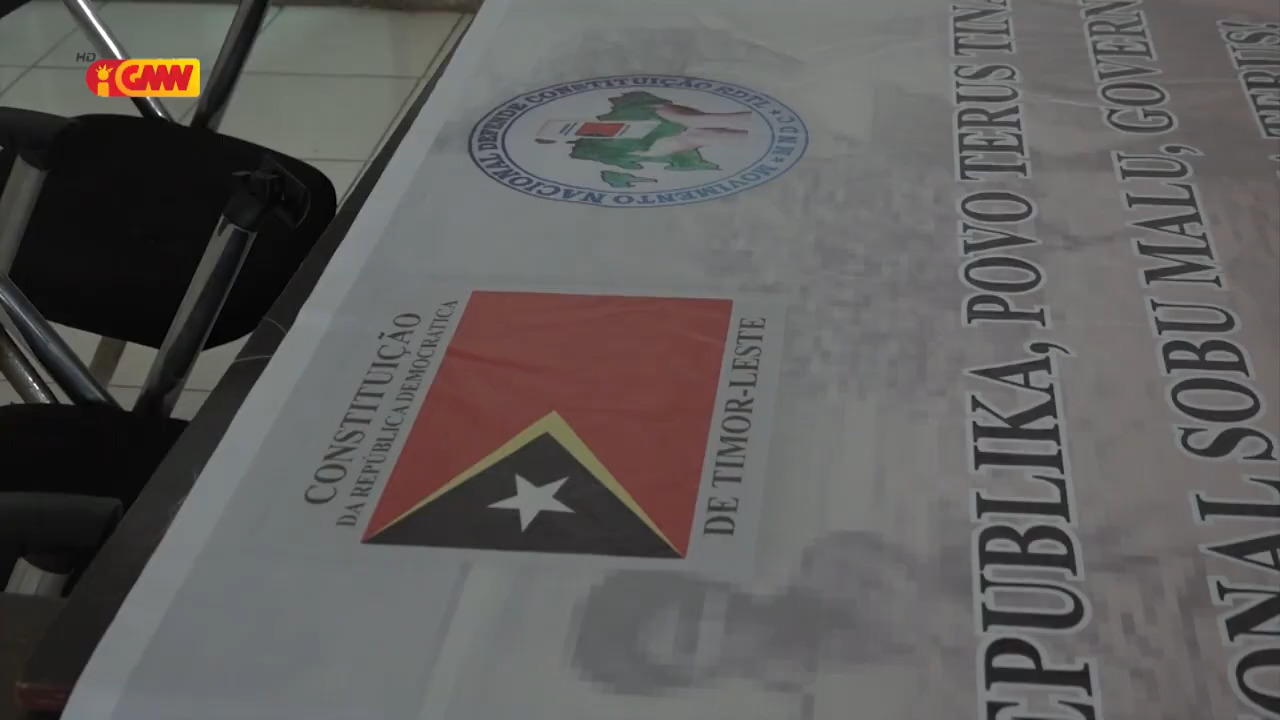 HD
GMW
MOVIMENTO NACIONAL DEFENDE CONSTITUIÇÃO RDTL
CONSTITUIÇÃO
DA REPÚBLICA DEMOCRÁTICA
DE TIMOR-LESTE
EPUBLIKA, POVO TERUS TINA
ONAL SOBU MALU, GOVERN
TERUS!